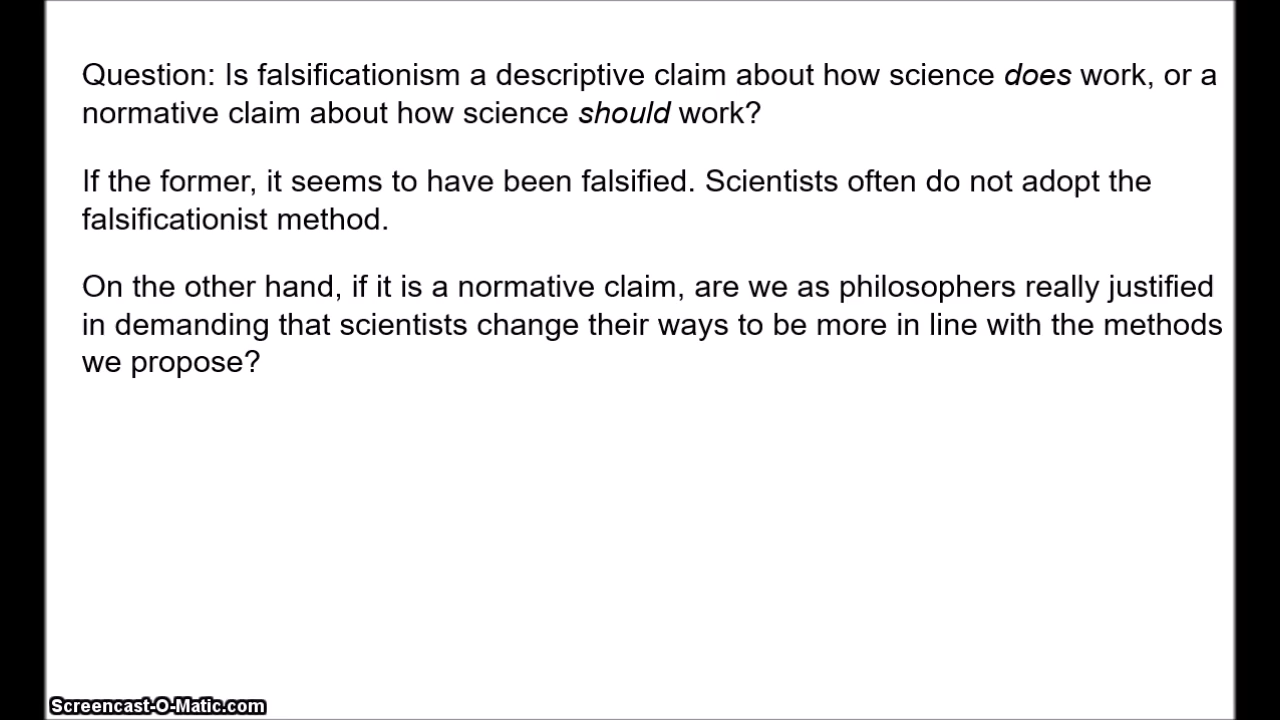 Question: Is falsificationism a descriptive claim about how science does work, or a
normative claim about how science should work?
If the former, it seems to have been falsified. Scientists often do not adopt the
falsificationist method.
On the other hand, if it is a normative claim, are we as philosophers really justified
in demanding that scientists change their ways to be more in line with the methods
we propose?
Screencast-O-Matic.com